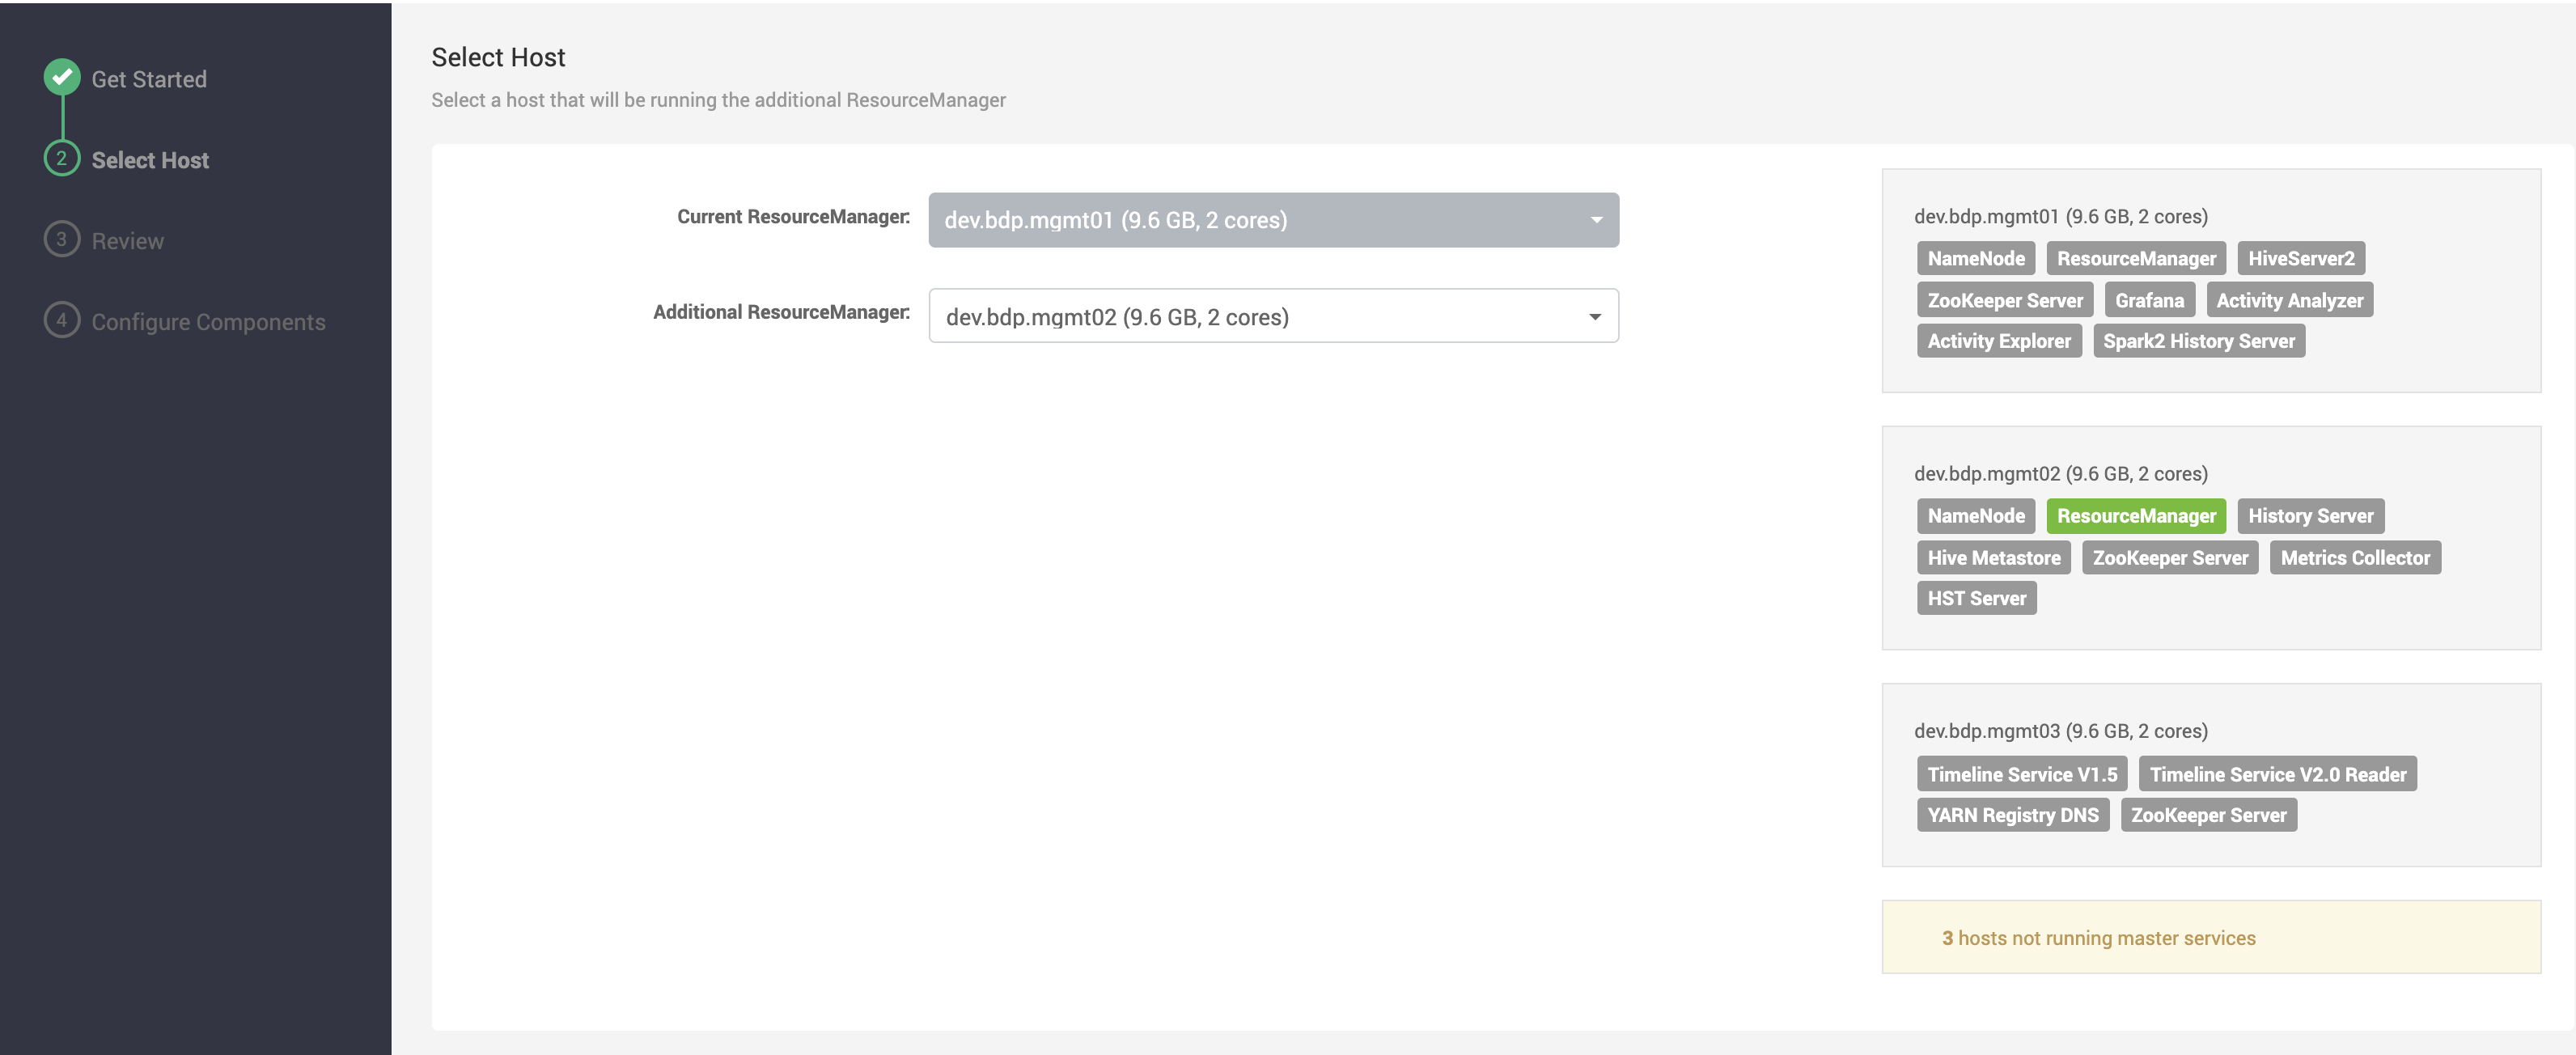 Get Started
2 Select Host
3 Review
4 Configure Components
Select Host
Select a host that will be running the additional ResourceManager
Current ResourceManager: dev.bdp.mgmt01 (9.6 GB, 2 cores)
Additional ResourceManager: dev.bdp.mgmt02 (9.6 GB, 2 cores)
dev.bdp.mgmt01 (9.6 GB, 2 cores)
NameNode ResourceManager HiveServer2
ZooKeeper Server Grafana Activity Analyzer
Activity Explorer Spark2 History Server
dev.bdp.mgmt02 (9.6 GB, 2 cores)
NameNode ResourceManager History Server
Hive Metastore ZooKeeper Server Metrics Collector
HST Server
dev.bdp.mgmt03 (9.6 GB, 2 cores)
Timeline Service V1.5 Timeline Service V2.0 Reader
YARN Registry DNS ZooKeeper Server
3 hosts not running master services